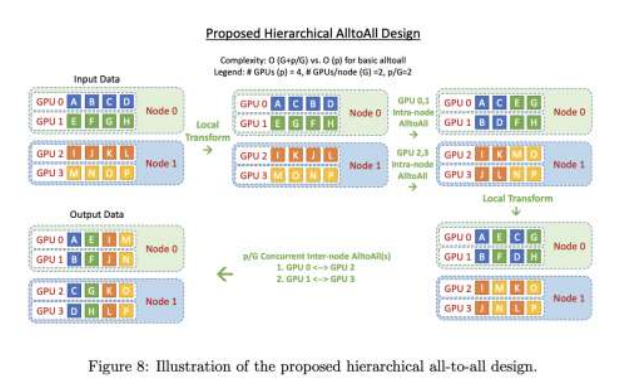 Proposed Hierarchical AlltoAll Design
Complexity: O (G+p/G) vs. O (p) for basic alltoall
Legend: # GPUs (p) = 4, # GPUs/node (G) =2, p/G=2
Input Data
GPU 0 A B C D
GPU 1 E F G H
Node 0
GPU 2 I J K L
GPU 3 M N O P
Node 1
Local
Transform
→
GPU 0 A C B D
GPU 1 E G F H
Node 0
GPU 2 I K J L
GPU 3 M O N P
Node 1
GPU 0,1
Intra-node
AlltoAll
→
GPU 2,3
Intra-node
AlltoAll
→
GPU 0 A C E G
GPU 1 B D F H
Node 0
GPU 2 I K M O
GPU 3 J L N P
Node 1
Local Transform
↓
GPU 0 A E C G
GPU 1 B F D H
Node 0
GPU 2 I M K O
GPU 3 J N L P
Node 1
p/G Concurrent Inter-node AlltoAll(s)
1. GPU 0 <--> GPU 2
2. GPU 1 <--> GPU 3
←
Output Data
GPU 0 A E I M
GPU 1 B F J N
Node 0
GPU 2 C G K O
GPU 3 D H L P
Node 1
Figure 8: Illustration of the proposed hierarchical all-to-all design.